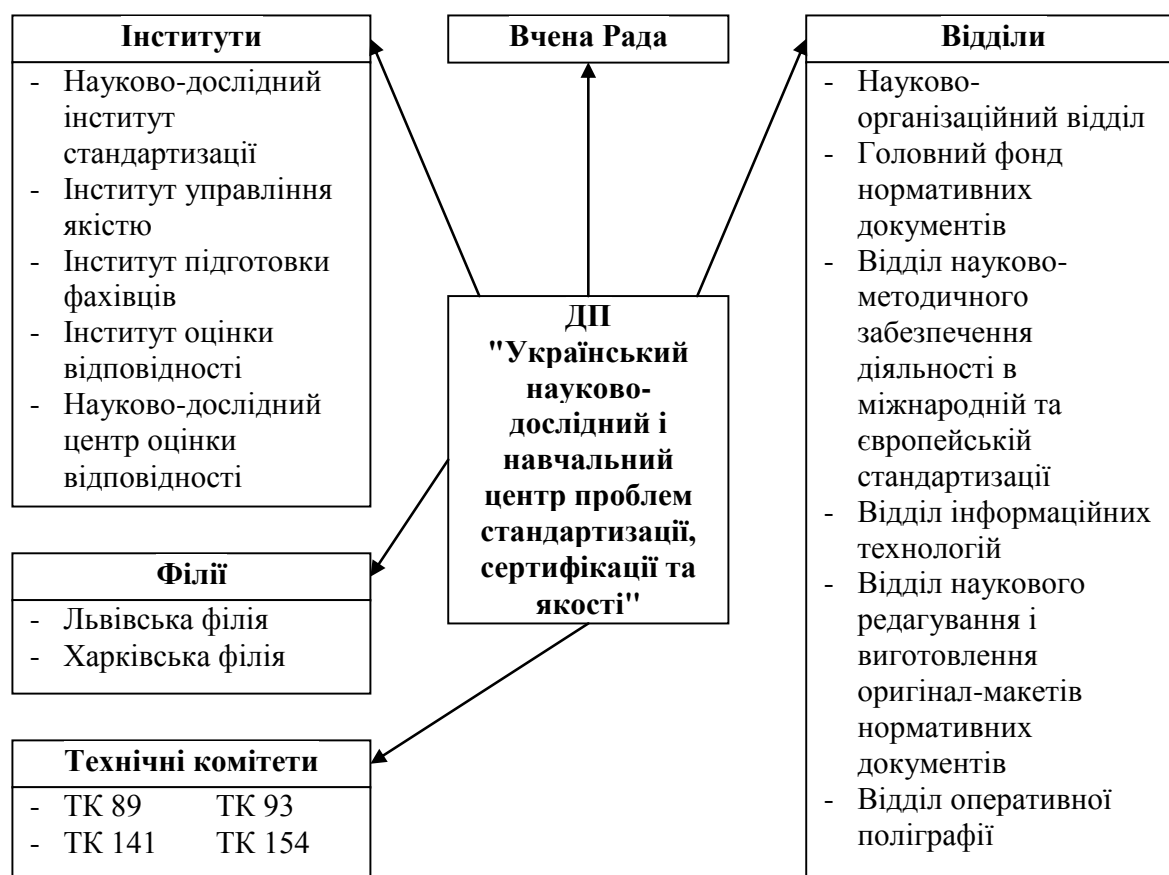 Інститути
- Науково-дослідний
інститут
стандартизації
- Інститут управління
якістю
- Інститут підготовки
фахівців
- Інститут оцінки
відповідності
- Науково-дослідний
центр оцінки
відповідності
Вчена Рада
Відділи
- Науково-
організаційний відділ
- Головний фонд
нормативних
документів
- Відділ науково-
методичного
забезпечення
діяльності в
міжнародній та
європейській
стандартизації
- Відділ інформаційних
технологій
- Відділ наукового
редагування і
виготовлення
оригінал-макетів
нормативних
документів
- Відділ оперативної
поліграфії
ДП
"Український
науково-
дослідний і
навчальний
центр проблем
стандартизації,
сертифікації та
якості"
Філії
- Львівська філія
- Харківська філія
Технічні комітети
- ТК 89 ТК 93
- ТК 141 ТК 154